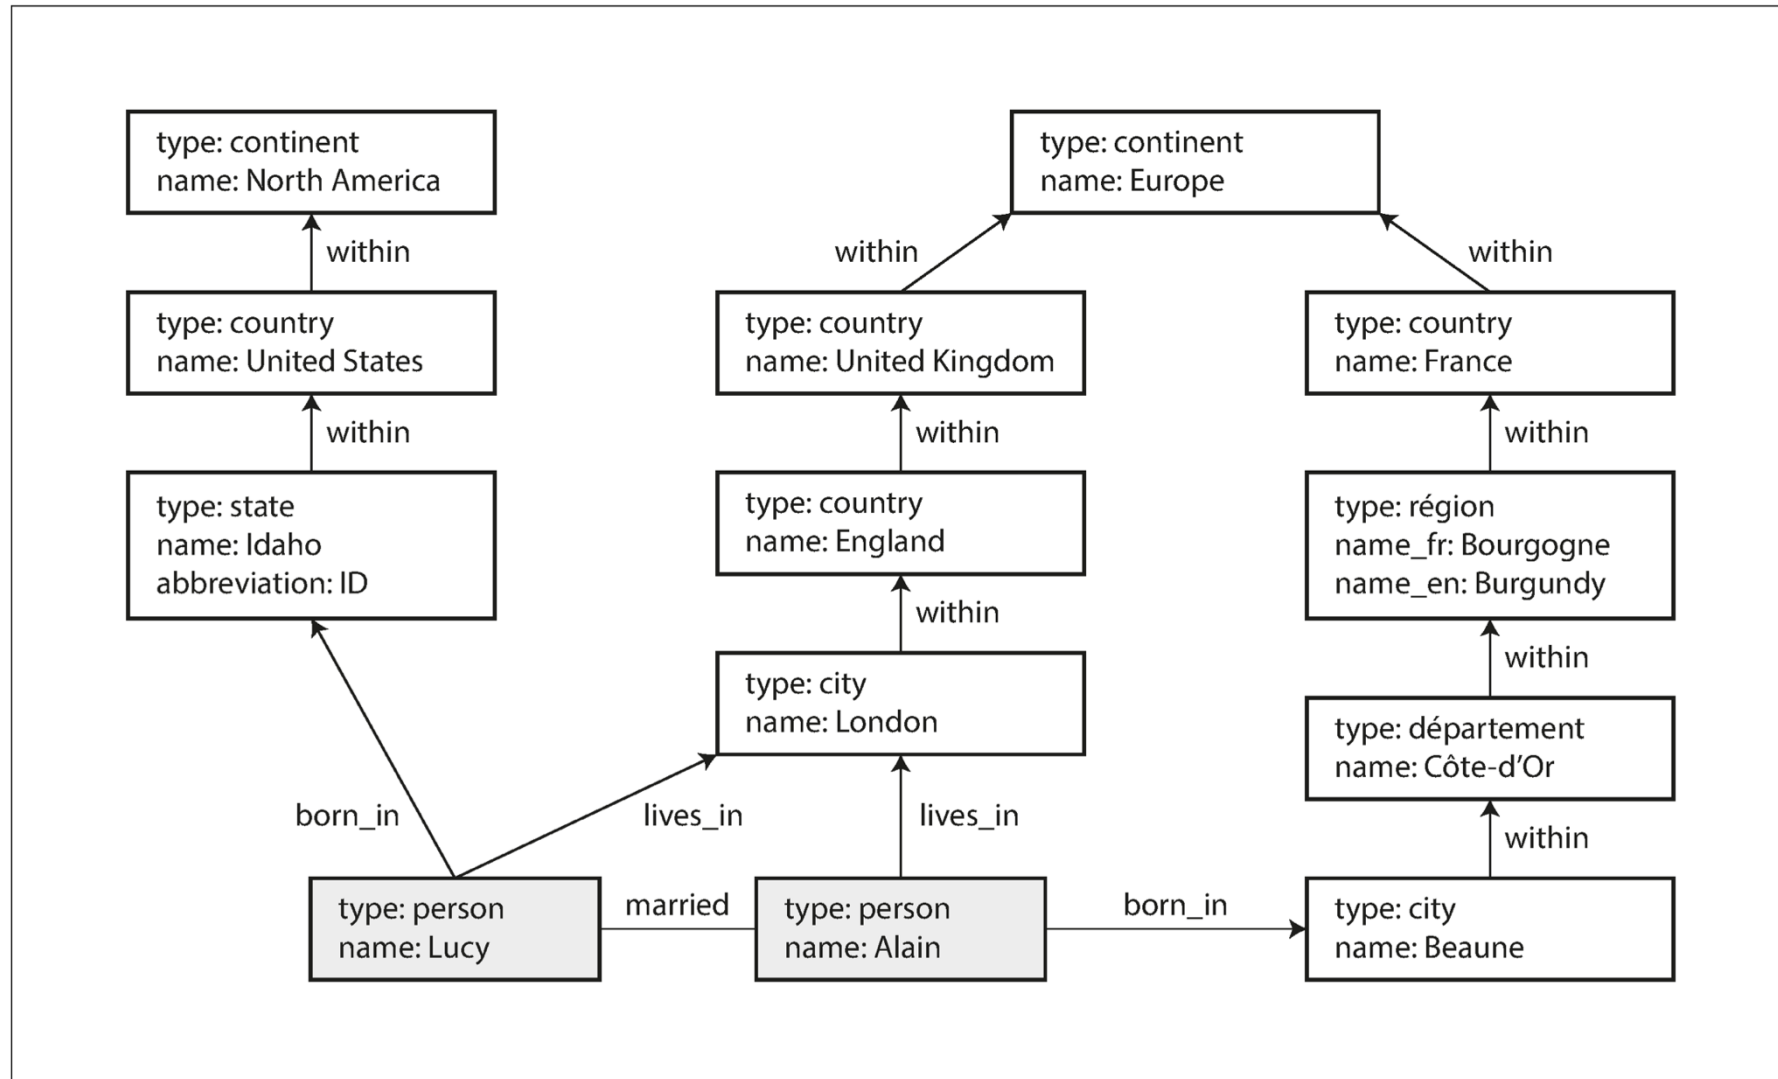 type: continent
name: North America
type: continent
name: Europe
within
within
within
type: country
name: United States
type: country
name: United Kingdom
type: country
name: France
within
within
within
type: state
name: Idaho
abbreviation: ID
type: country
name: England
type: région
name_fr: Bourgogne
name_en: Burgundy
within
within
type: city
name: London
type: département
name: Côte-d’Or
born_in
lives_in
lives_in
within
type: person
name: Lucy
married
type: person
name: Alain
born_in
type: city
name: Beaune